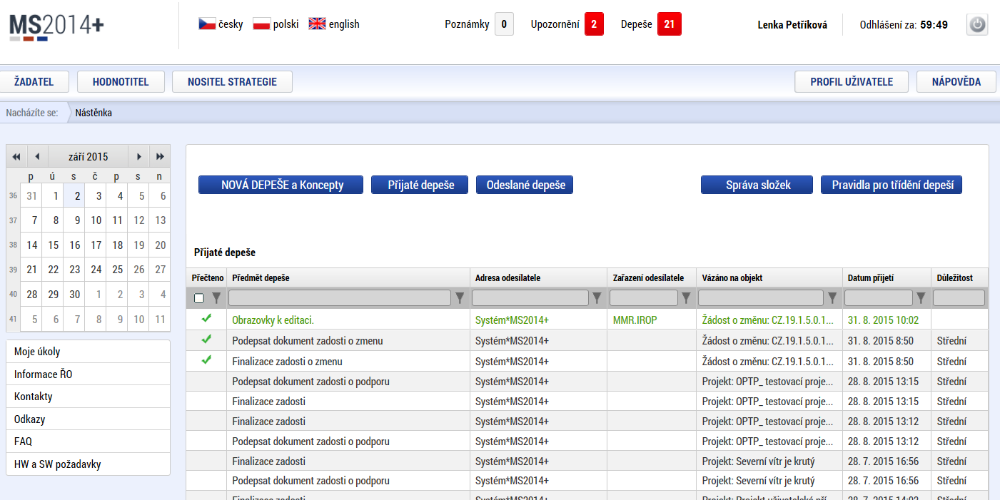 MS2014+
česky polski english
Poznámky 0 Upozornění 2 Depeše 21
Lenka Petříková Odhlášení za: 59:49
ŽADATEL HODNOTITEL NOSITEL STRATEGIE PROFIL UŽIVATELE NÁPOVĚDA
Nacházíte se: Nástěnka
září 2015
p ú s č p s n
36 31 1 2 3 4 5 6
37 7 8 9 10 11 12 13
38 14 15 16 17 18 19 20
39 21 22 23 24 25 26 27
40 28 29 30 1 2 3 4
41 5 6 7 8 9 10 11
Moje úkoly
Informace ŘO
Kontakty
Odkazy
FAQ
HW a SW požadavky
NOVÁ DEPEŠE a Koncepty Přijaté depeše Odeslané depeše Správa složek Pravidla pro třídění depeší
Přijaté depeše
Přečteno Předmět depeše Adresa odesílatele Zařazení odesílatele Vázáno na objekt Datum přijetí Důležitost
Obrazovky k editaci. Systém*MS2014+ MMR.IROP Žádost o změnu: CZ.19.1.5.0.1... 31. 8. 2015 10:02
Podepsat dokument zadosti o zmenu Systém*MS2014+ Žádost o změnu: CZ.19.1.5.0.1... 31. 8. 2015 8:50 Střední
Finalizace zadosti o zmenu Systém*MS2014+ Žádost o změnu: CZ.19.1.5.0.1... 31. 8. 2015 8:50 Střední
Podepsat dokument zadosti o podporu Systém*MS2014+ Projekt: OPTP_ testovací proje... 28. 8. 2015 13:15 Střední
Finalizace zadosti Systém*MS2014+ Projekt: OPTP_ testovací proje... 28. 8. 2015 13:15 Střední
Finalizace zadosti Systém*MS2014+ Projekt: OPTP_ testovací proje... 28. 8. 2015 13:12 Střední
Podepsat dokument zadosti o podporu Systém*MS2014+ Projekt: OPTP_ testovací proje... 28. 8. 2015 13:12 Střední
Finalizace zadosti Systém*MS2014+ Projekt: Severní vítr je krutý 28. 7. 2015 16:56 Střední
Podepsat dokument zadosti o podporu Systém*MS2014+ Projekt: Severní vítr je krutý 28. 7. 2015 16:56 Střední
Finalizace zadosti Systém*MS2014+ Projekt: Projekt uživatelské pří... 28. 7. 2015 14:02 Střední